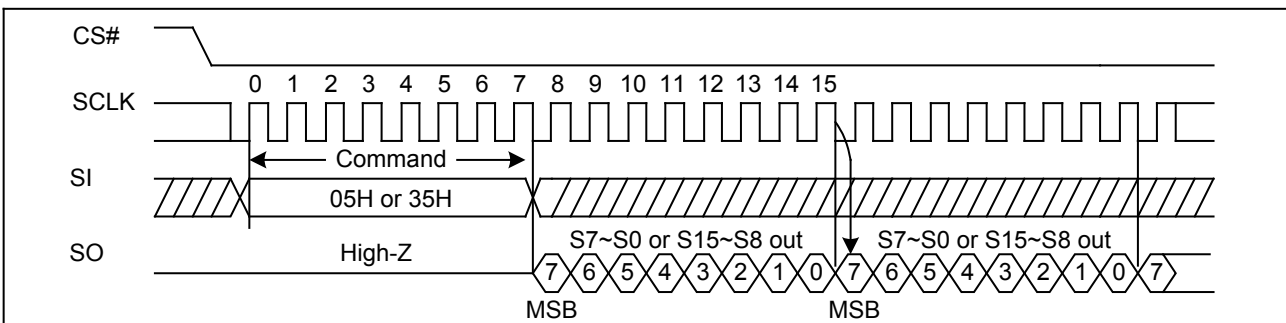 CS#
0 1 2 3 4 5 6 7 8 9 10 11 12 13 14 15
SCLK
Command
SI
05H or 35H
S7~S0 or S15~S8 out S7~S0 or S15~S8 out
SO High-Z
7 6 5 4 3 2 1 0 7 6 5 4 3 2 1 0 7
MSB MSB